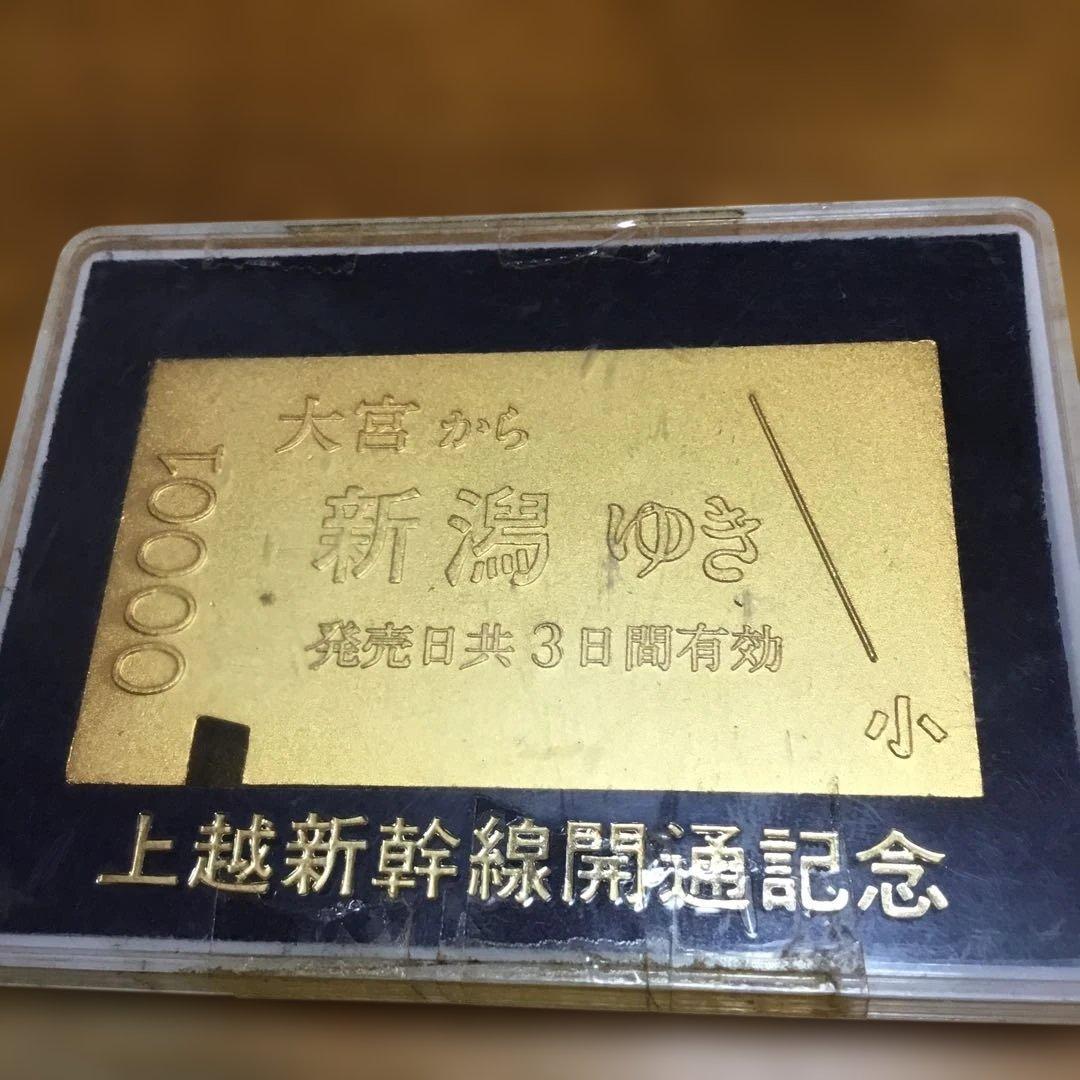 大宮から
新潟ゆき
発売日共3日間有効
00001
小
上越新幹線開通記念